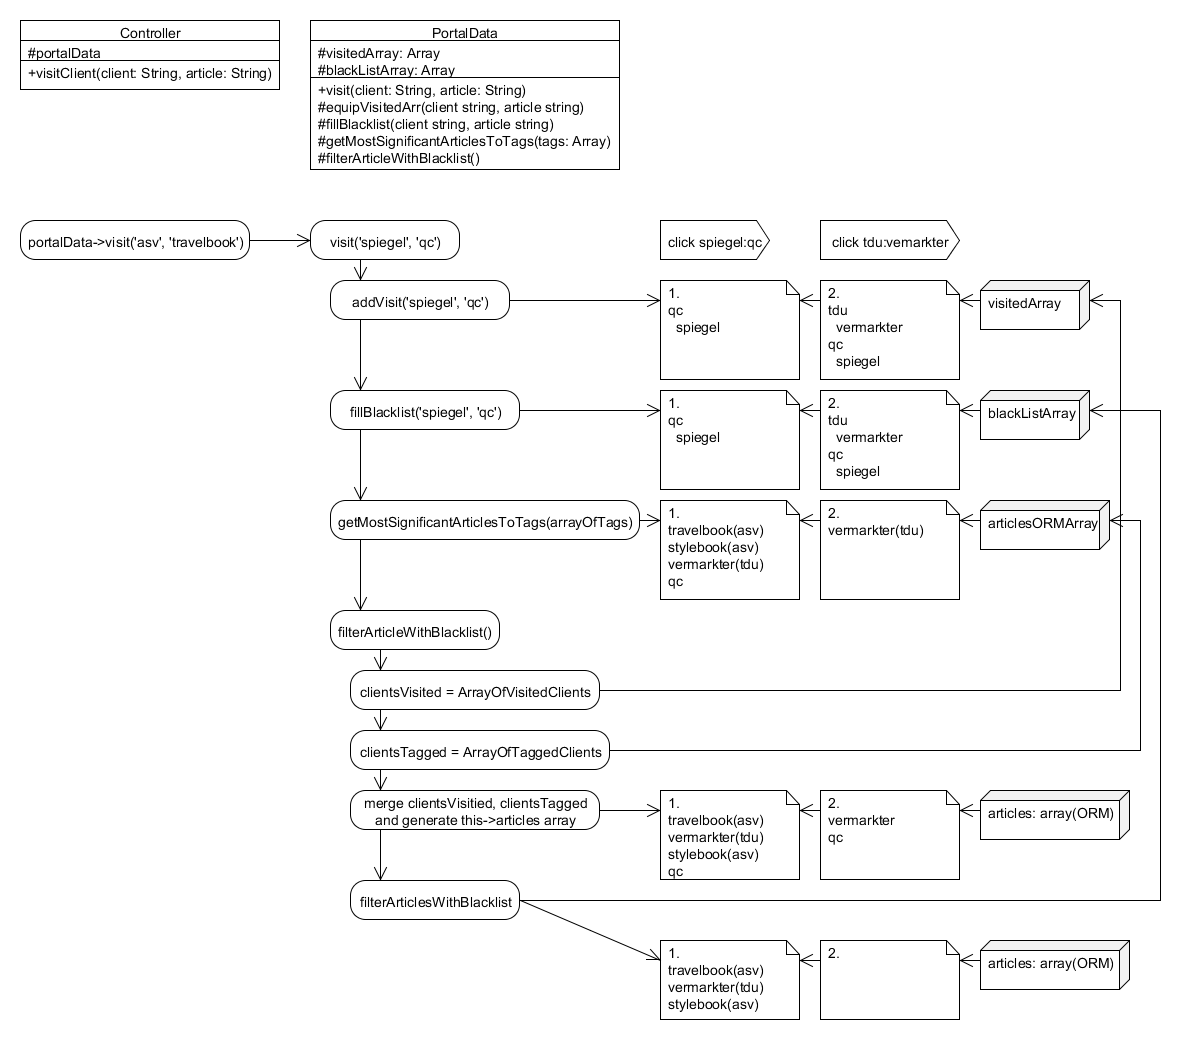 Controller
#portalData
+visitClient(client: String, article: String)
PortalData
#visitedArray: Array
#blackListArray: Array
+visit(client: String, article: String)
#equipVisitedArr(client string, article string)
#fillBlacklist(client string, article string)
#getMostSignificantArticlesToTags(tags: Array)
#filterArticleWithBlacklist()
portalData->visit('asv', 'travelbook')
visit('spiegel', 'qc')
click spiegel:qc
click tdu:vemarkter
addVisit('spiegel', 'qc')
1.
qc
spiegel
2.
tdu
vermarkter
qc
spiegel
visitedArray
fillBlacklist('spiegel', 'qc')
1.
qc
spiegel
2.
tdu
vermarkter
qc
spiegel
blackListArray
getMostSignificantArticlesToTags(arrayOfTags)
1.
travelbook(asv)
stylebook(asv)
vermarkter(tdu)
qc
2.
vermarkter(tdu)
articlesORMArray
filterArticleWithBlacklist()
clientsVisited = ArrayOfVisitedClients
clientsTagged = ArrayOfTaggedClients
merge clientsVisitied, clientsTagged
and generate this->articles array
1.
travelbook(asv)
vermarkter(tdu)
stylebook(asv)
qc
2.
vermarkter
qc
articles: array(ORM)
filterArticlesWithBlacklist
1.
travelbook(asv)
vermarkter(tdu)
stylebook(asv)
2.
articles: array(ORM)